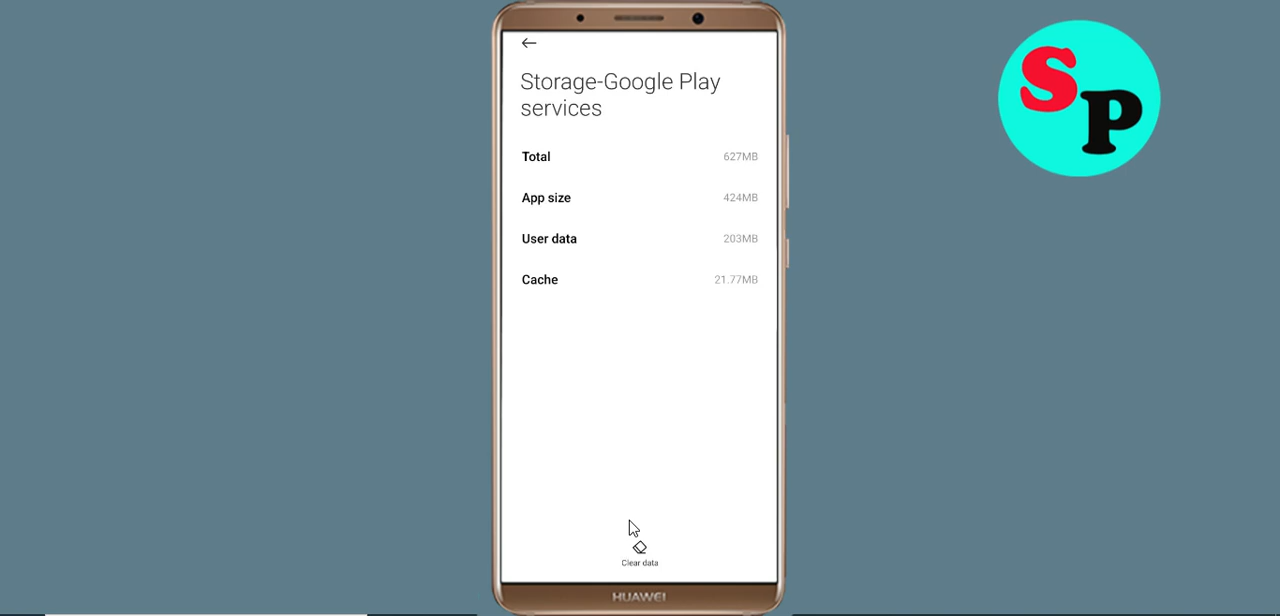 Storage-Google Play
services
Total 627MB
App size 424MB
User data 203MB
Cache 21.77MB
Clear data
HUAWEI
SP